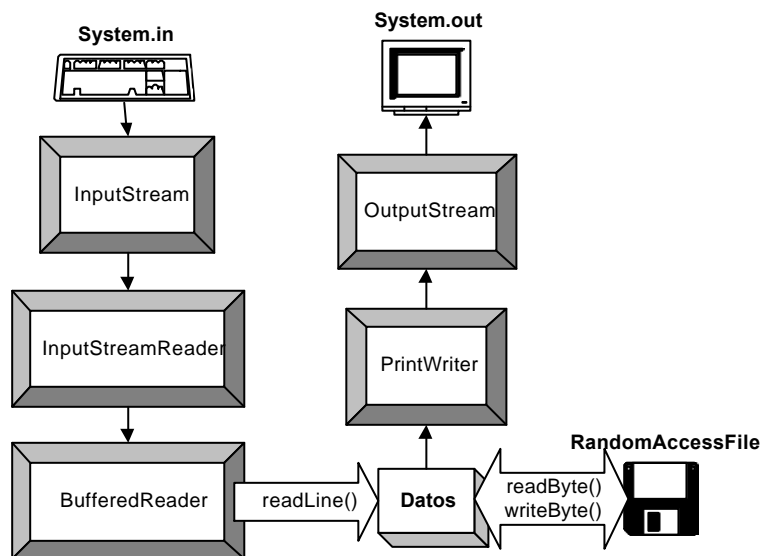 System.in
System.out
InputStream
OutputStream
InputStreamReader
PrintWriter
RandomAccessFile
BufferedReader
readLine()
Datos
readByte()
writeByte()